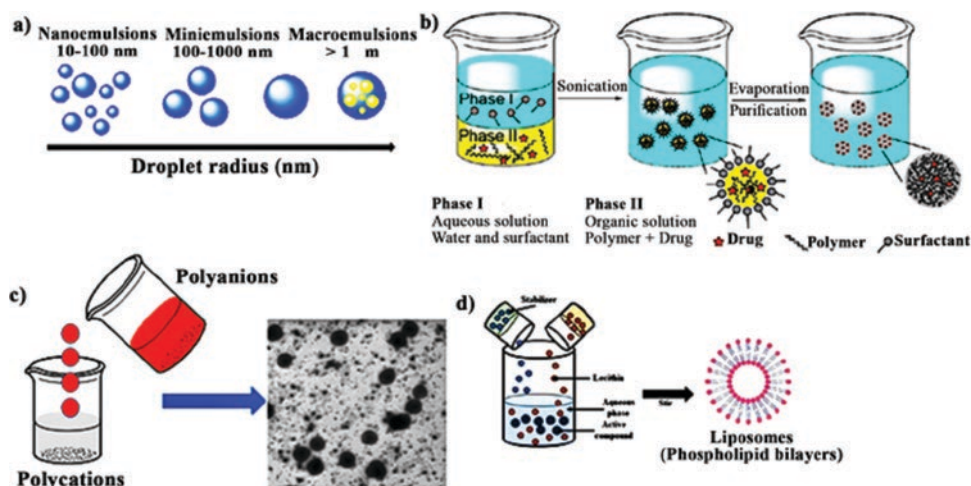 a)
Nanoemulsions Miniemulsions Macroemulsions
10-100 nm 100-1000 nm > 1 m
Droplet radius (nm)
b)
Phase I
Phase II
Sonication
Evaporation
Purification
Phase I
Aqueous solution
Water and surfactant
Phase II
Organic solution
Polymer + Drug
Drug
Polymer
Surfactant
c)
Polyanions
Polycations
d)
Stabilizer
Lecithin
Aqueous
phase
Active
compound
Stir
Liposomes
(Phospholipid bilayers)